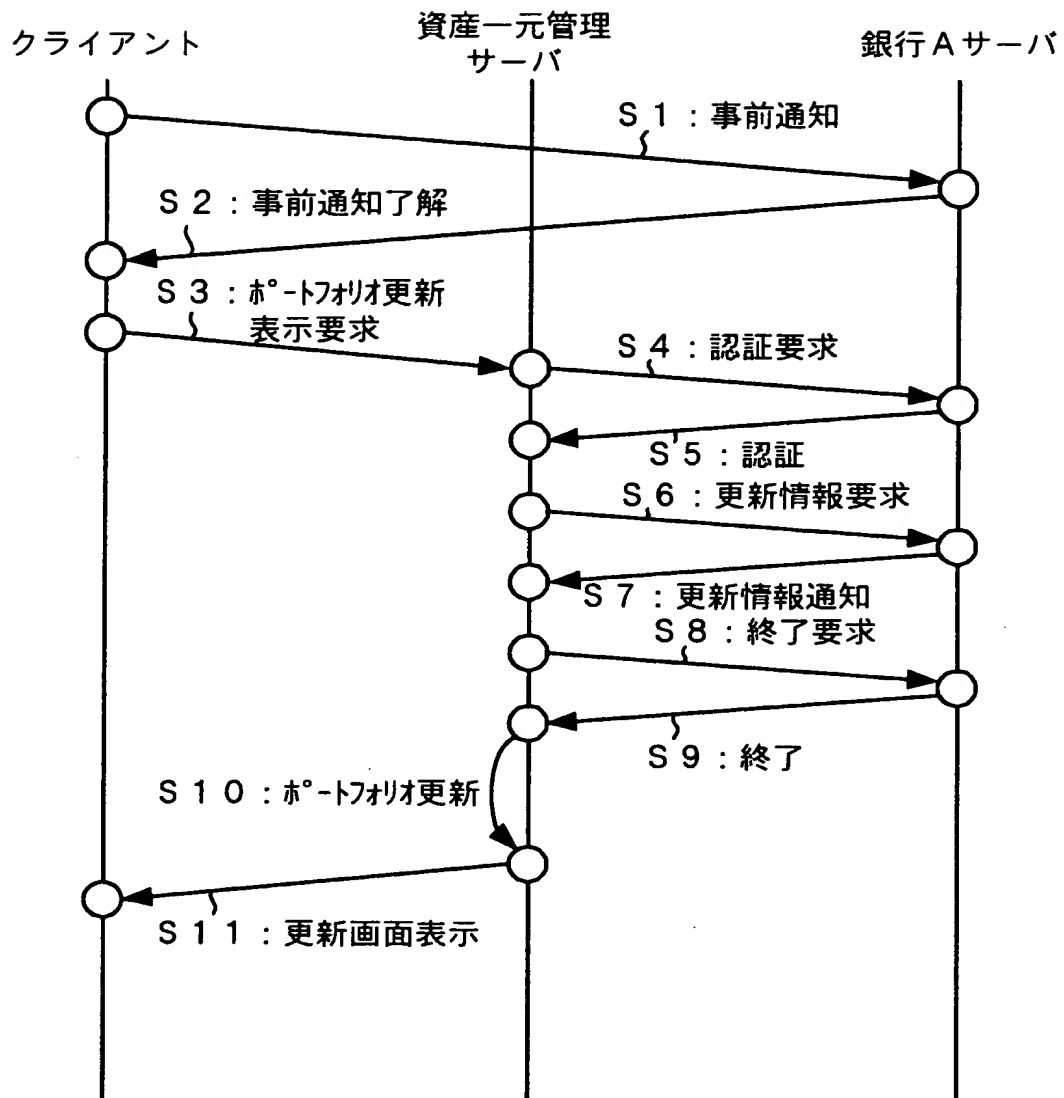 クライアント
資産一元管理
サーバ
銀行Aサーバ
S1：事前通知
S2：事前通知了解
S3：ﾎﾟｰﾄﾌｫﾘｵ更新
表示要求
S4：認証要求
S5：認証
S6：更新情報要求
S7：更新情報通知
S8：終了要求
S9：終了
S10：ﾎﾟｰﾄﾌｫﾘｵ更新
S11：更新画面表示